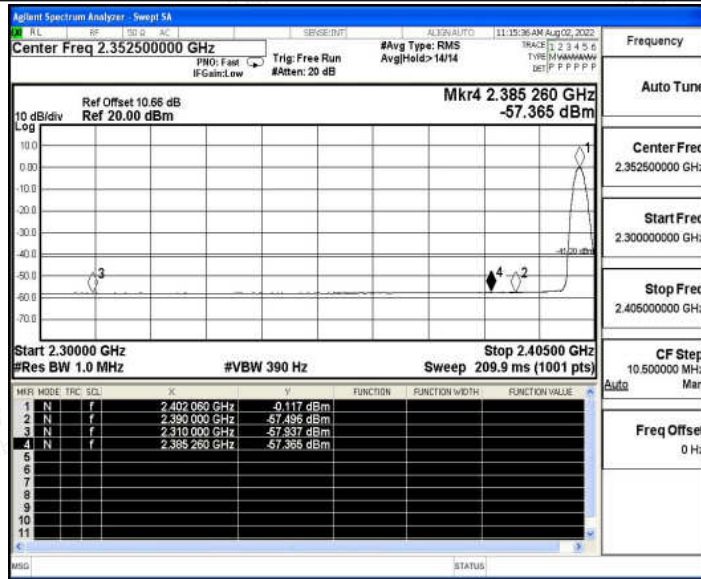 Agilent Spectrum Analyzer - Swept SA
RL RF 50 Ω AC SENSE:INT ALIGN AUTO 11:15:36 AM Aug 02, 2022
Center Freq 2.352500000 GHz #Avg Type: RMS TRACE 1 2 3 4 5 6
PNO: Fast Trig: Free Run Avg|Hold:> 14/14 TYPE
IFGain:Low #Atten: 20 dB DET P P P P P P
Ref Offset 10.66 dB Mkr4 2.385 260 GHz
10 dB/div Ref 20.00 dBm -57.365 dBm
Log
10.0
0.00
-10.0
-20.0
-30.0
-40.0
-50.0
-60.0
-70.0
1
3
4
2
Start 2.30000 GHz Stop 2.40500 GHz
#Res BW 1.0 MHz #VBW 390 Hz Sweep 209.9 ms (1001 pts)
MKR MODE TRC SCL X Y FUNCTION FUNCTION WIDTH FUNCTION VALUE
1 N f 2.402 060 GHz -0.117 dBm
2 N f 2.390 000 GHz -57.496 dBm
3 N f 2.310 000 GHz -57.937 dBm
4 N f 2.385 260 GHz -57.365 dBm
5
6
7
8
9
10
11
MSG STATUS
Frequency
Auto Tune
Center Freq
2.352500000 GHz
Start Freq
2.300000000 GHz
Stop Freq
2.405000000 GHz
CF Step
10.500000 MHz
Auto Man
Freq Offset
0 Hz